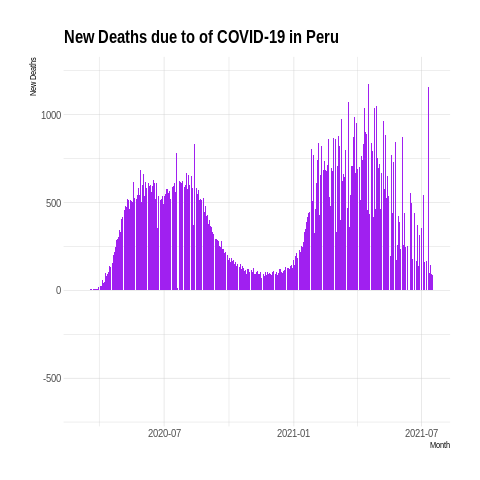 New Deaths due to of COVID-19 in Peru
New Deaths
1000
500
0
-500
2020-07
2021-01
2021-07
Month